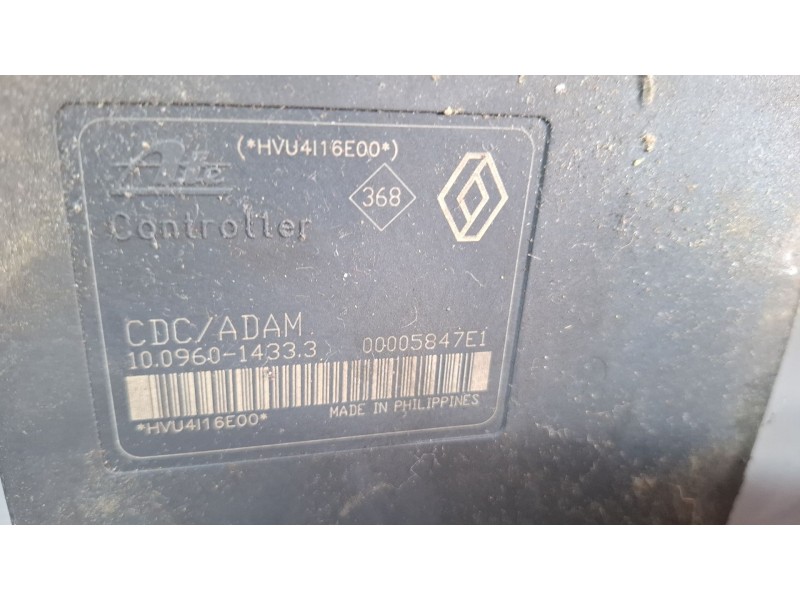 (*HVU4I16E00*)
Ate
368
Controller
CDC/ADAM
10.0960-1433.3 00005847E1
MADE IN PHILIPPINES
*HVU4I16E00*